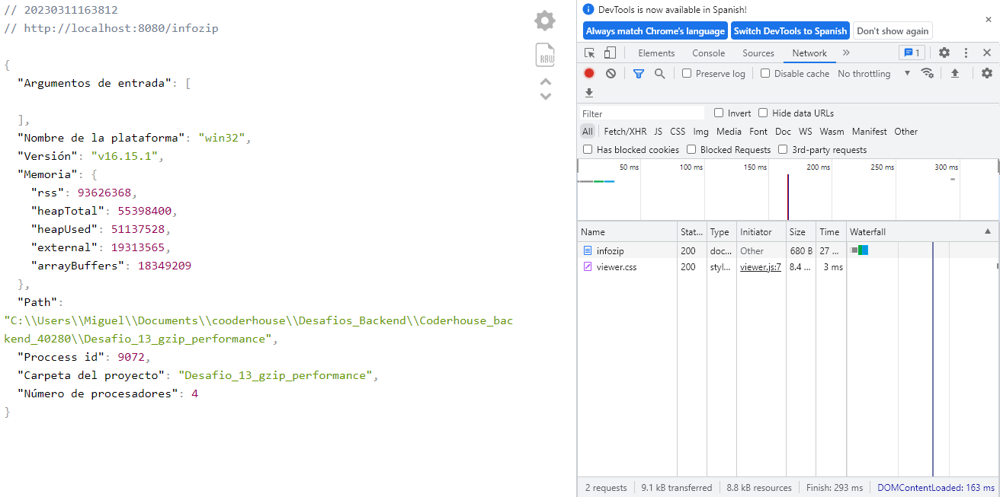 // 20230311163812
// http://localhost:8080/infozip
{
"Argumentos de entrada": [
],
"Nombre de la plataforma": "win32",
"Versión": "v16.15.1",
"Memoria": {
"rss": 93626368,
"heapTotal": 55398400,
"heapUsed": 51137528,
"external": 19313565,
"arrayBuffers": 18349209
},
"Path":
"C:\\Users\\Miguel\\Documents\\cooderhouse\\Desafios_Backend\\Coderhouse_bac
kend_40280\\Desafio_13_gzip_performance",
"Proccess id": 9072,
"Carpeta del proyecto": "Desafio_13_gzip_performance",
"Número de procesadores": 4
}
RAW
DevTools is now available in Spanish!
Always match Chrome's language Switch DevTools to Spanish Don't show again
Elements Console Sources Network 1
Preserve log Disable cache No throttling
Filter Invert Hide data URLs
All Fetch/XHR JS CSS Img Media Font Doc WS Wasm Manifest Other
Has blocked cookies Blocked Requests 3rd-party requests
50 ms 100 ms 150 ms 200 ms 250 ms 300 ms
Name Stat... Type Initiator Size Time Waterfall
infozip 200 doc... Other 680 B 27 ...
viewer.css 200 styl... viewer.js:7 8.4 ... 3 ms
2 requests 9.1 kB transferred 8.8 kB resources Finish: 293 ms DOMContentLoaded: 163 ms